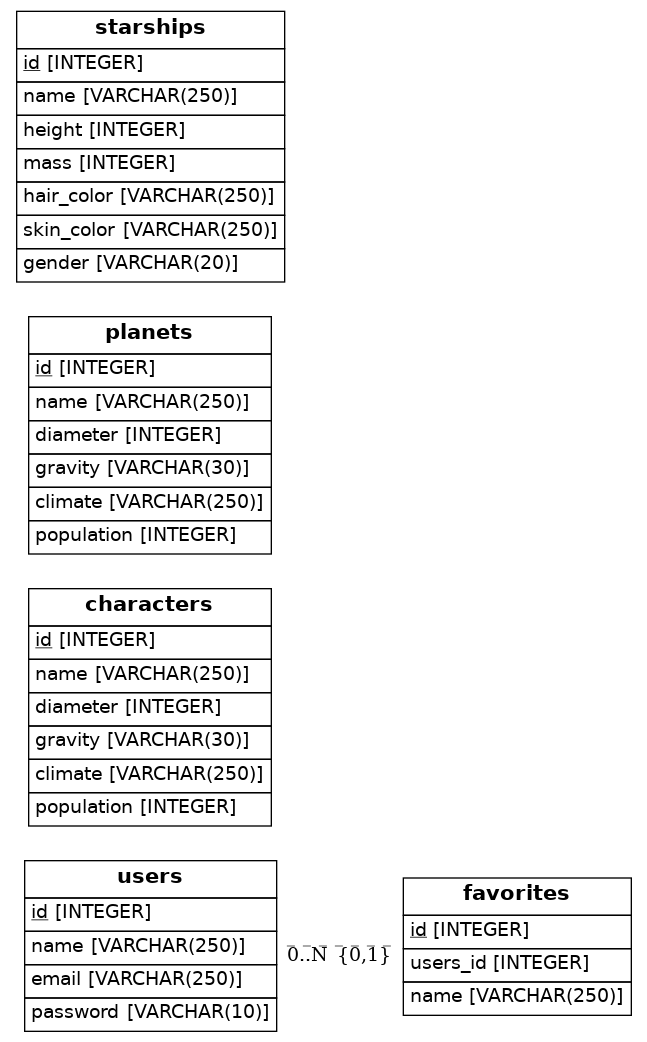 starships
id [INTEGER]
name [VARCHAR(250)]
height [INTEGER]
mass [INTEGER]
hair_color [VARCHAR(250)]
skin_color [VARCHAR(250)]
gender [VARCHAR(20)]
planets
id [INTEGER]
name [VARCHAR(250)]
diameter [INTEGER]
gravity [VARCHAR(30)]
climate [VARCHAR(250)]
population [INTEGER]
characters
id [INTEGER]
name [VARCHAR(250)]
diameter [INTEGER]
gravity [VARCHAR(30)]
climate [VARCHAR(250)]
population [INTEGER]
users
id [INTEGER]
name [VARCHAR(250)]
email [VARCHAR(250)]
password [VARCHAR(10)]
0..N {0,1}
favorites
id [INTEGER]
users_id [INTEGER]
name [VARCHAR(250)]